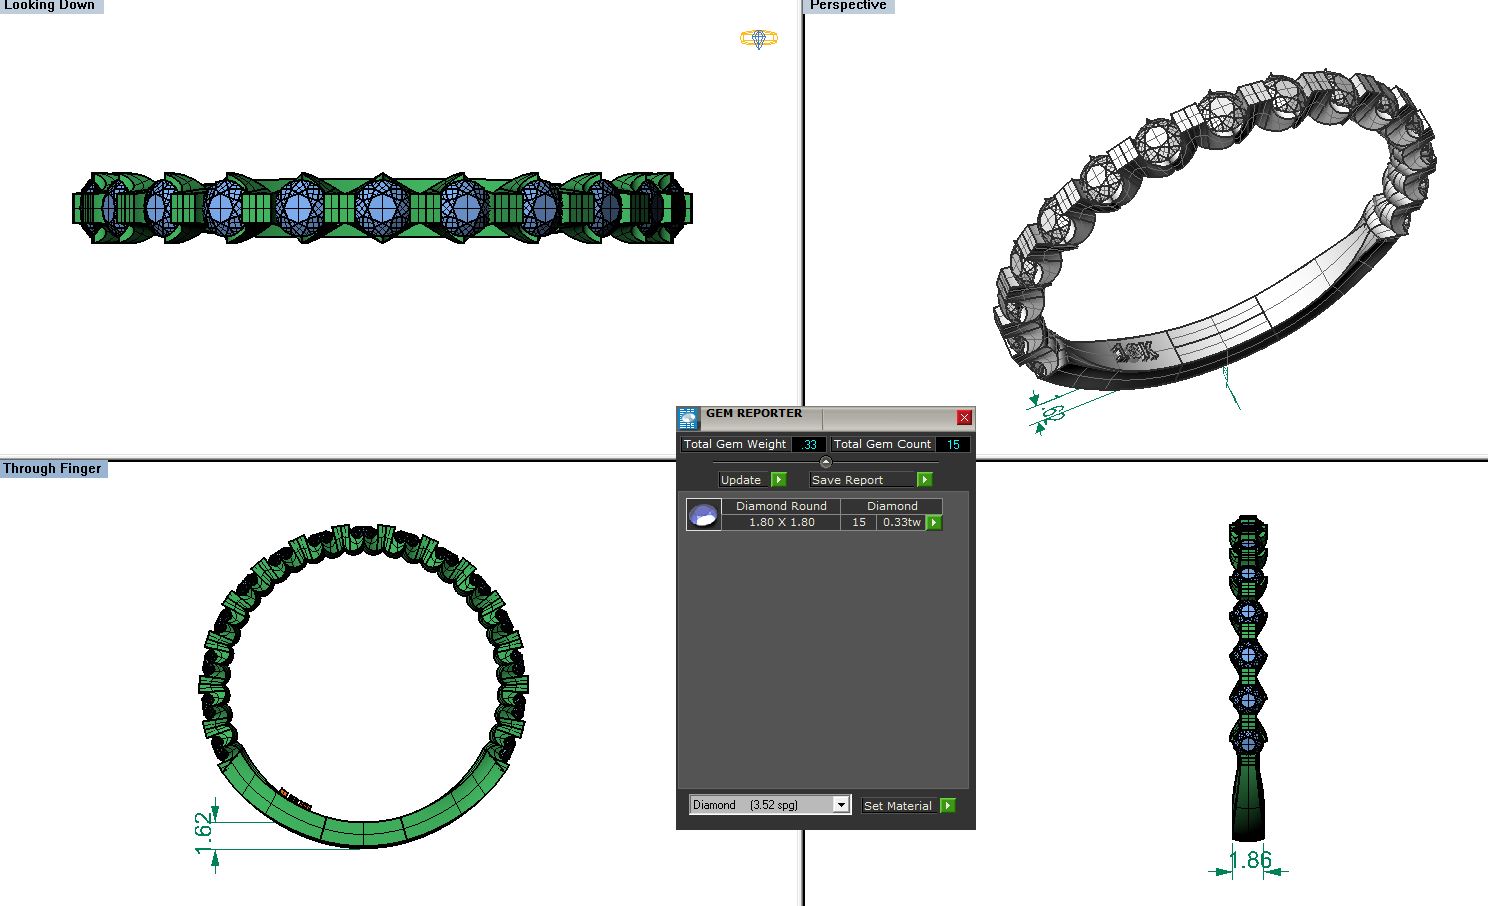 Looking Down
Perspective
GEM REPORTER
Total Gem Weight .33 Total Gem Count 15
Update Save Report
Diamond Round Diamond
1.80 X 1.80 15 0.33tw
Diamond (3.52 spg) Set Material
Through Finger
1.62
1.86